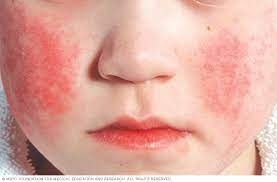 © MAYO FOUNDATION FOR MEDICAL EDUCATION AND RESEARCH. ALL RIGHTS RESERVED.